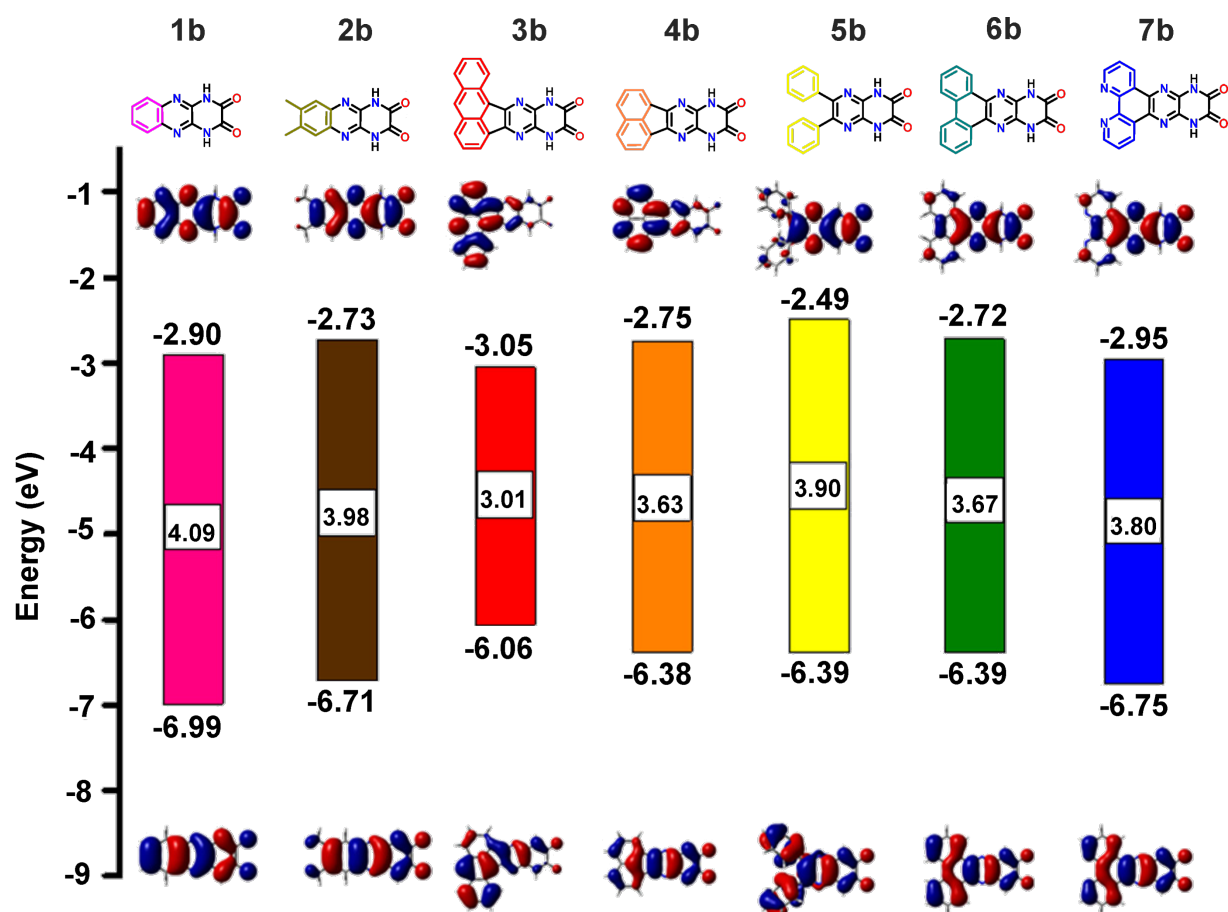 1b 2b 3b 4b 5b 6b 7b
N H N O N N H O
N H N O N N H O
N H N O N N H O
N H N O N N H O
N H N O N N H O
N H N O N N H O
N N H N O N N N H O
-1
-2
-2.90 -2.73 -3.05 -2.75 -2.49 -2.72 -2.95
-3
-4
4.09 3.98 3.01 3.63 3.90 3.67 3.80
-5
-6
-6.99 -6.71 -6.06 -6.38 -6.39 -6.39 -6.75
-7
-8
-9
Energy (eV)